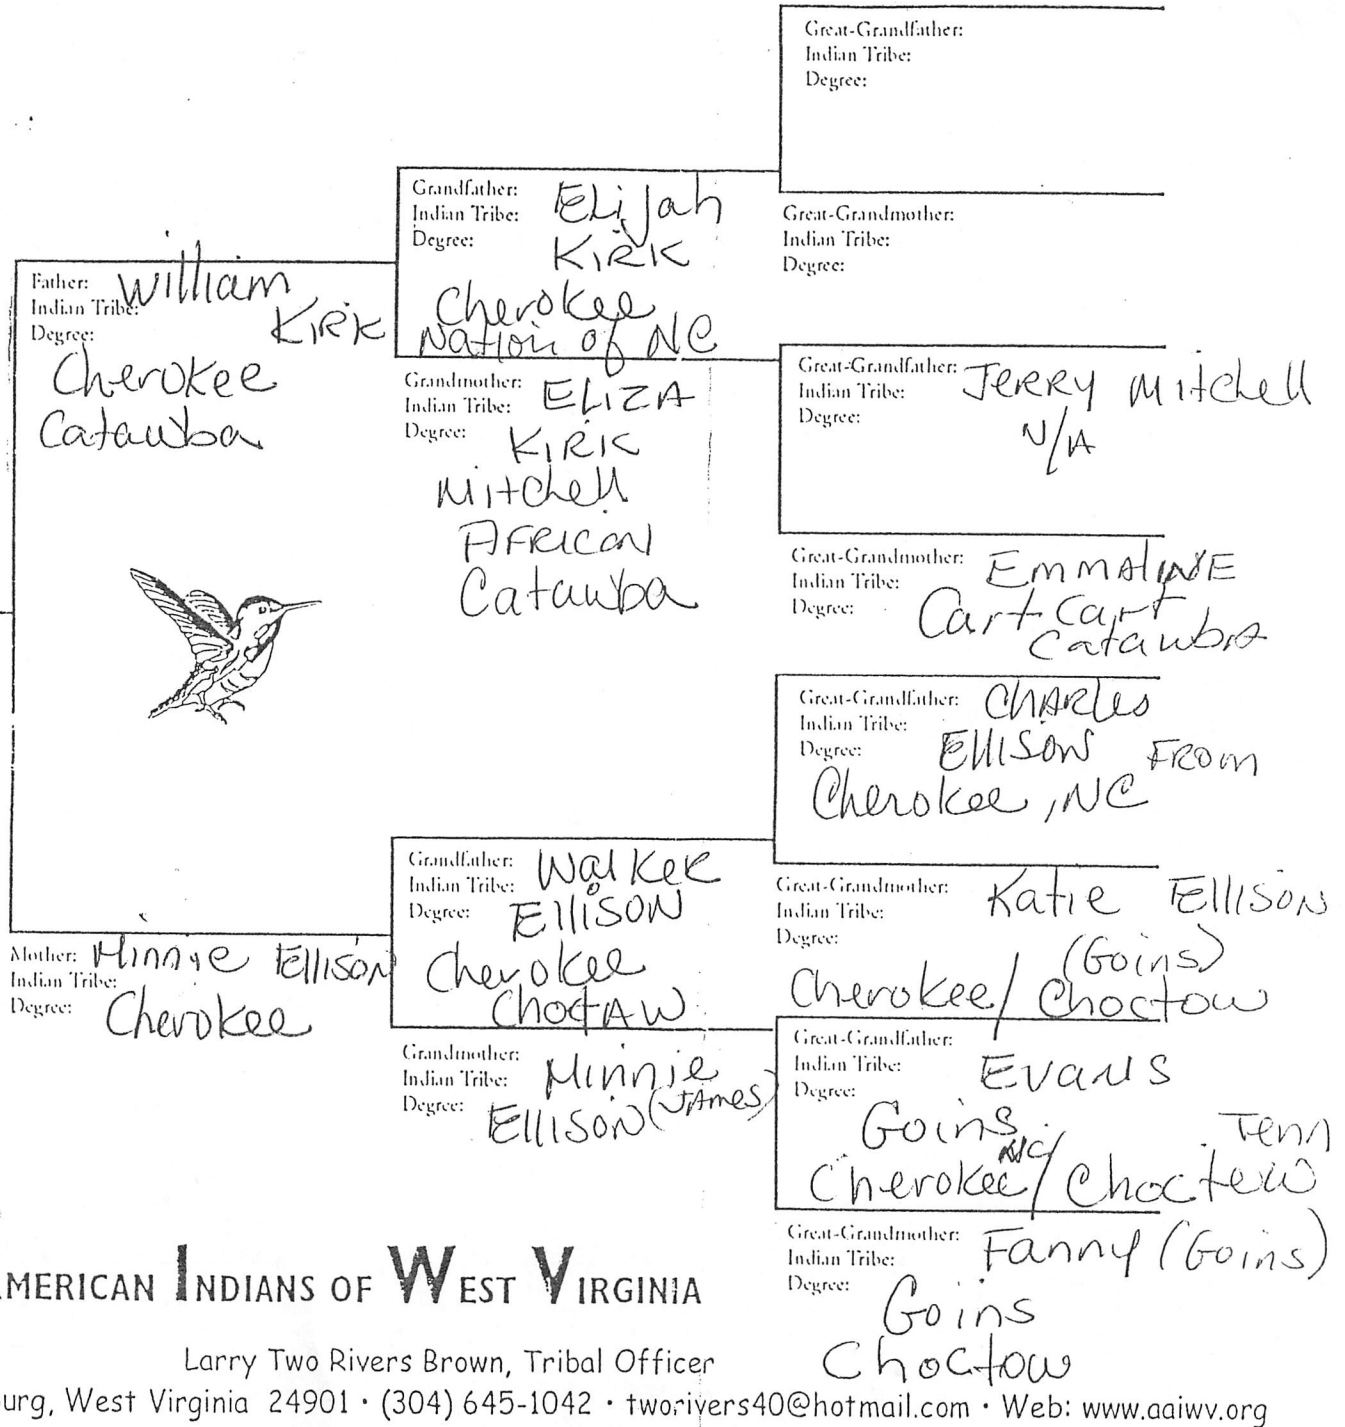 Great-Grandfather:
Indian Tribe:
Degree:
Great-Grandmother:
Indian Tribe:
Degree:
Grandfather: Elijah
Indian Tribe: Kirk
Degree:
Cherokee
Nation of NC
Father: William
Indian Tribe: Kirk
Degree:
Cherokee
Catawba
Grandmother: ELIZA
Indian Tribe: KIRK
Degree:
Mitchell
AFRICAN
Catawba
Great-Grandfather: JERRY Mitchell
Indian Tribe: N/A
Degree:
Great-Grandmother: EMMALINE
Indian Tribe: Cart Cart
Degree: Catawba
Great-Grandfather: CHARLES
Indian Tribe: Ellison FROM
Degree:
Cherokee, NC
Grandfather: Walker
Indian Tribe: Ellison
Degree:
Cherokee
Choctaw
Great-Grandmother: Katie Ellison
Indian Tribe: (Goins)
Degree:
Cherokee/Choctow
Mother: Minnie Ellison
Indian Tribe:
Degree: Cherokee
Grandmother: Minnie
Indian Tribe: Ellison (James)
Degree:
Great-Grandfather: Evans
Indian Tribe:
Degree: Goins
NC/ Tenn
Cherokee/Choctew
Great-Grandmother: Fanny (Goins)
Indian Tribe:
Degree: Goins
Choctow
MERICAN INDIANS OF WEST VIRGINIA
Larry Two Rivers Brown, Tribal Officer
urg, West Virginia 24901 · (304) 645-1042 · tworivers40@hotmail.com · Web: www.aaiwv.org